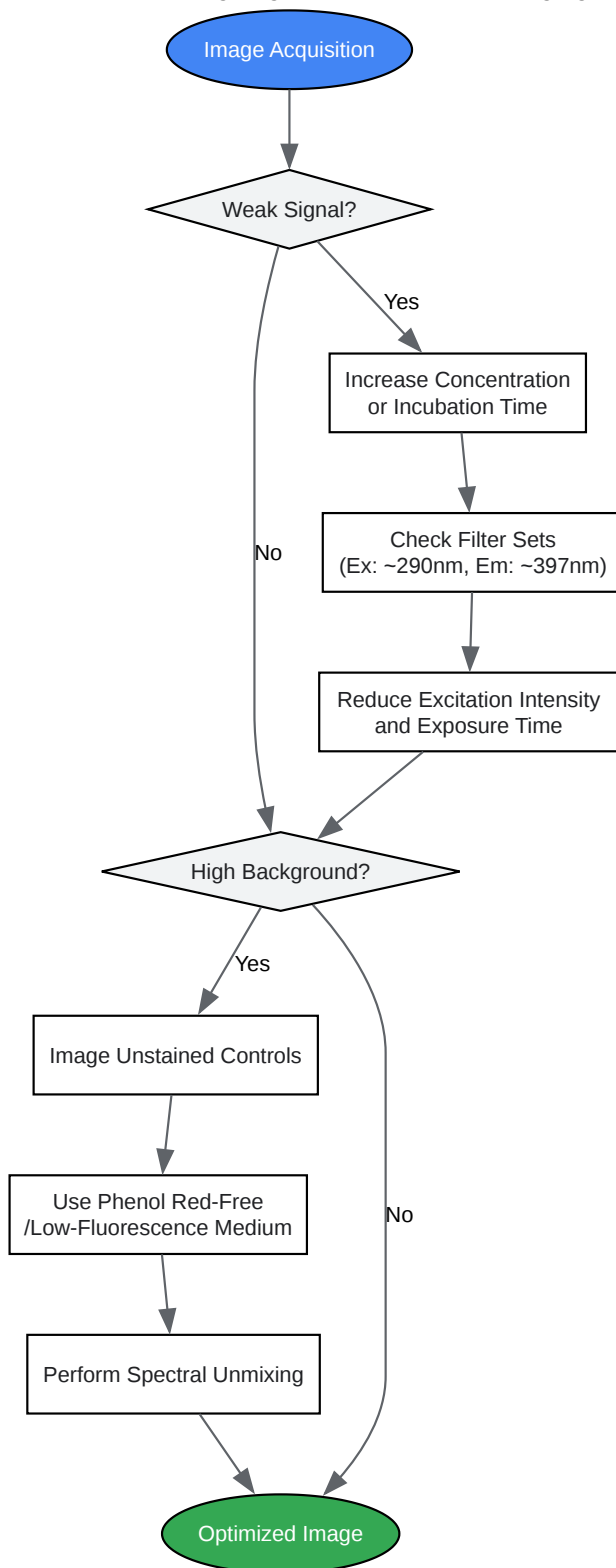 Image Acquisition
Weak Signal?
Yes
Increase Concentration
or Incubation Time
Check Filter Sets
(Ex: ~290nm, Em: ~397nm)
No
Reduce Excitation Intensity
and Exposure Time
High Background?
Yes
Image Unstained Controls
Use Phenol Red-Free
/Low-Fluorescence Medium
No
Perform Spectral Unmixing
Optimized Image